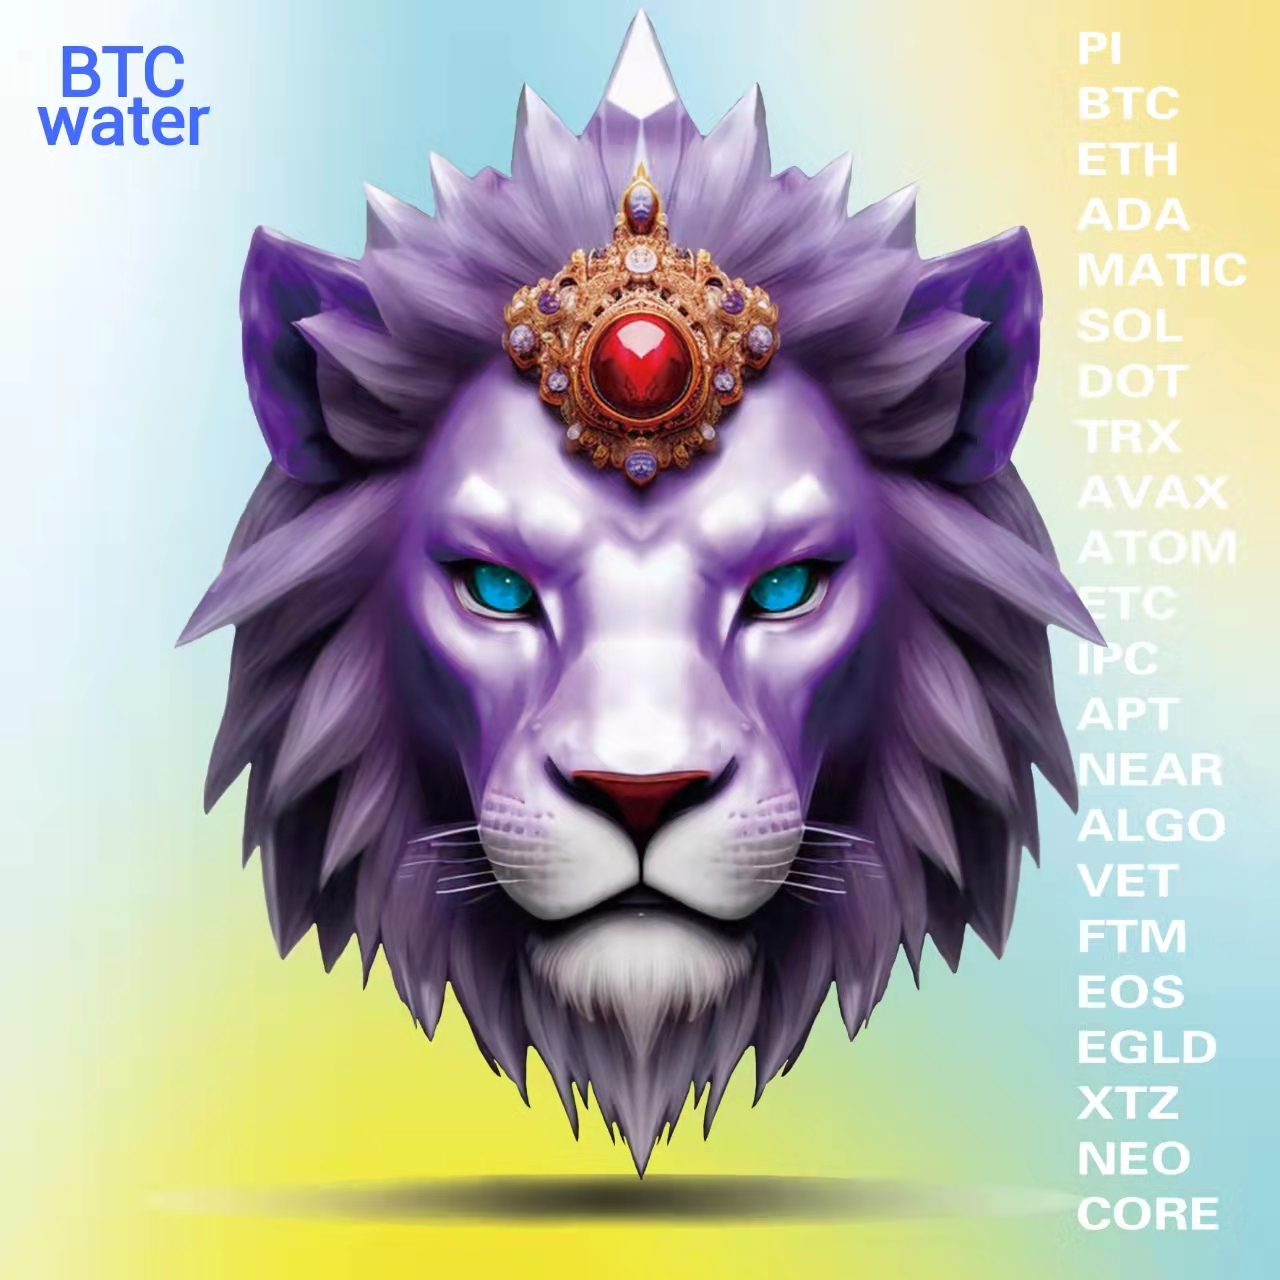 BTC
water
PI
BTC
ETH
ADA
MATIC
SOL
DOT
TRX
AVAX
ATOM
ETC
IPC
APT
NEAR
ALGO
VET
FTM
EOS
EGLD
XTZ
NEO
CORE